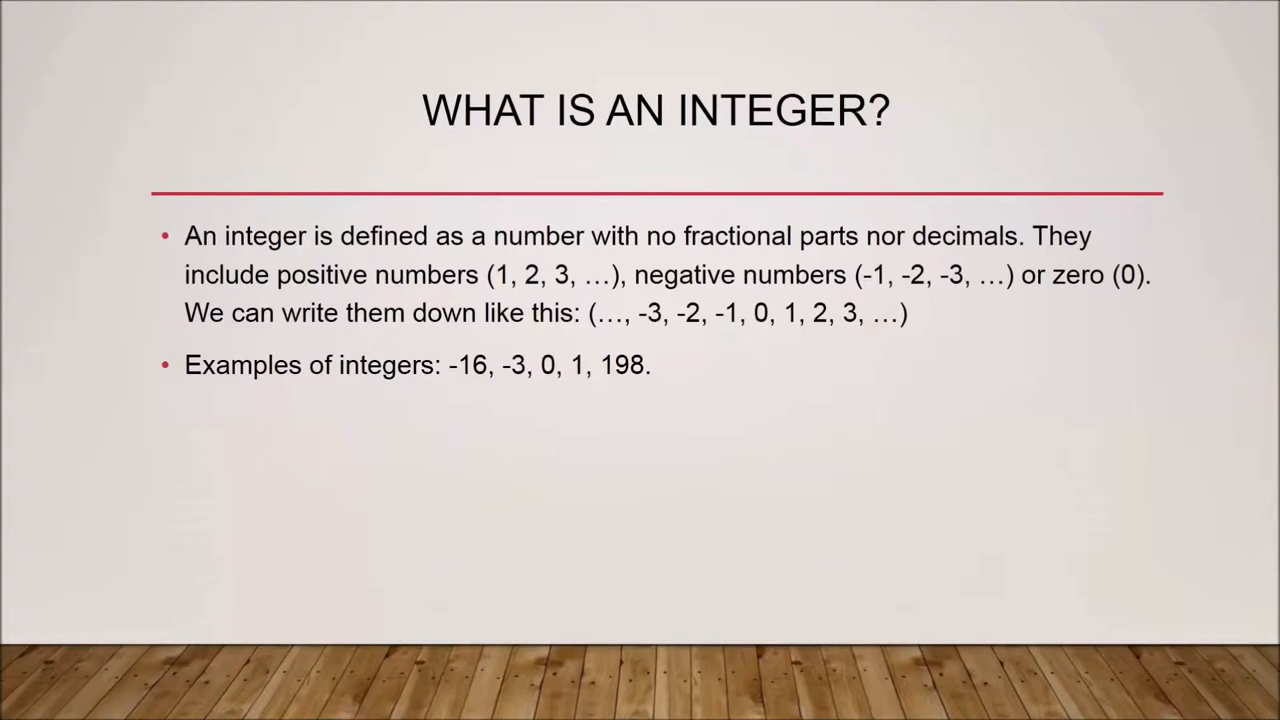 WHAT IS AN INTEGER?
• An integer is defined as a number with no fractional parts nor decimals. They
include positive numbers (1, 2, 3, …), negative numbers (-1, -2, -3, …) or zero (0).
We can write them down like this: (…, -3, -2, -1, 0, 1, 2, 3, …)
• Examples of integers: -16, -3, 0, 1, 198.